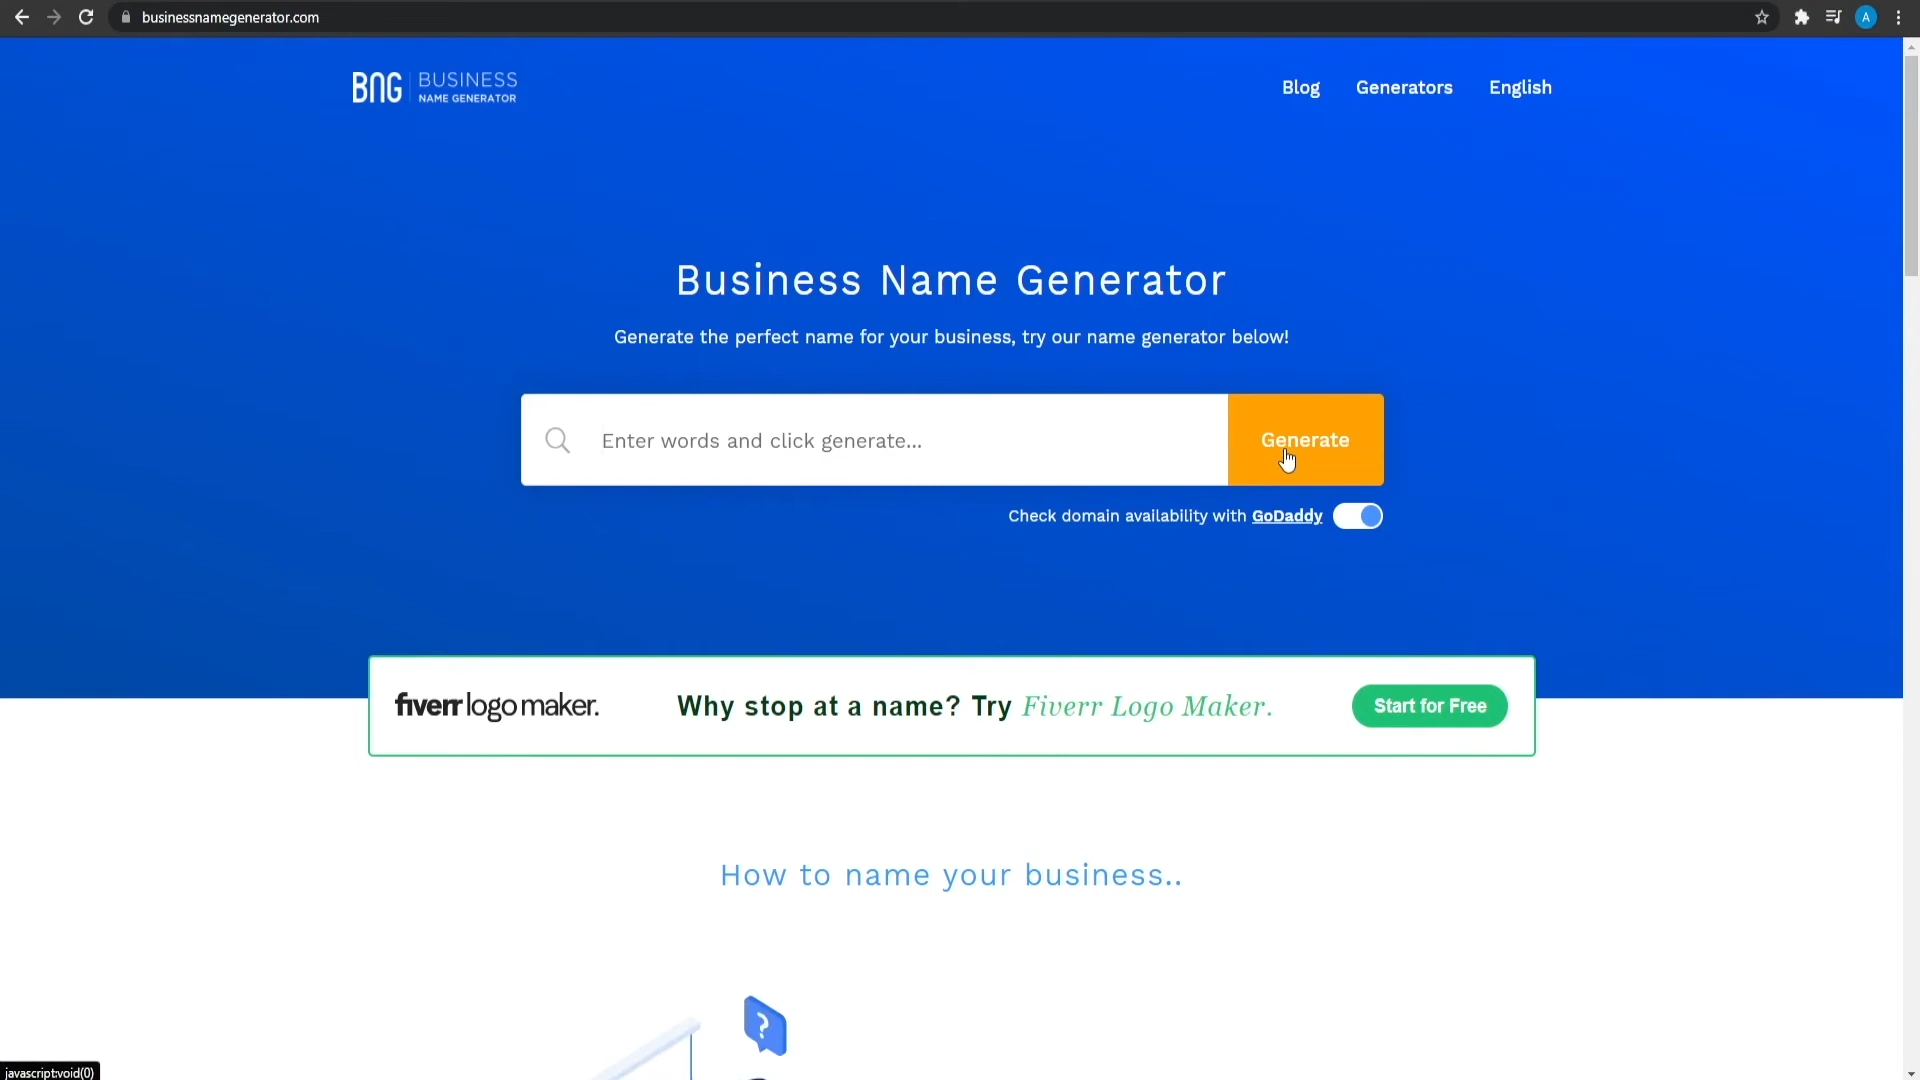 businessnamegenerator.com
A
BNG BUSINESS
NAME GENERATOR
Blog
Generators
English
Business Name Generator
Generate the perfect name for your business, try our name generator below!
Enter words and click generate...
Generate
Check domain availability with GoDaddy
fiverr logo maker.
Why stop at a name? Try Fiverr Logo Maker.
Start for Free
How to name your business..
?
javascript:void(0)